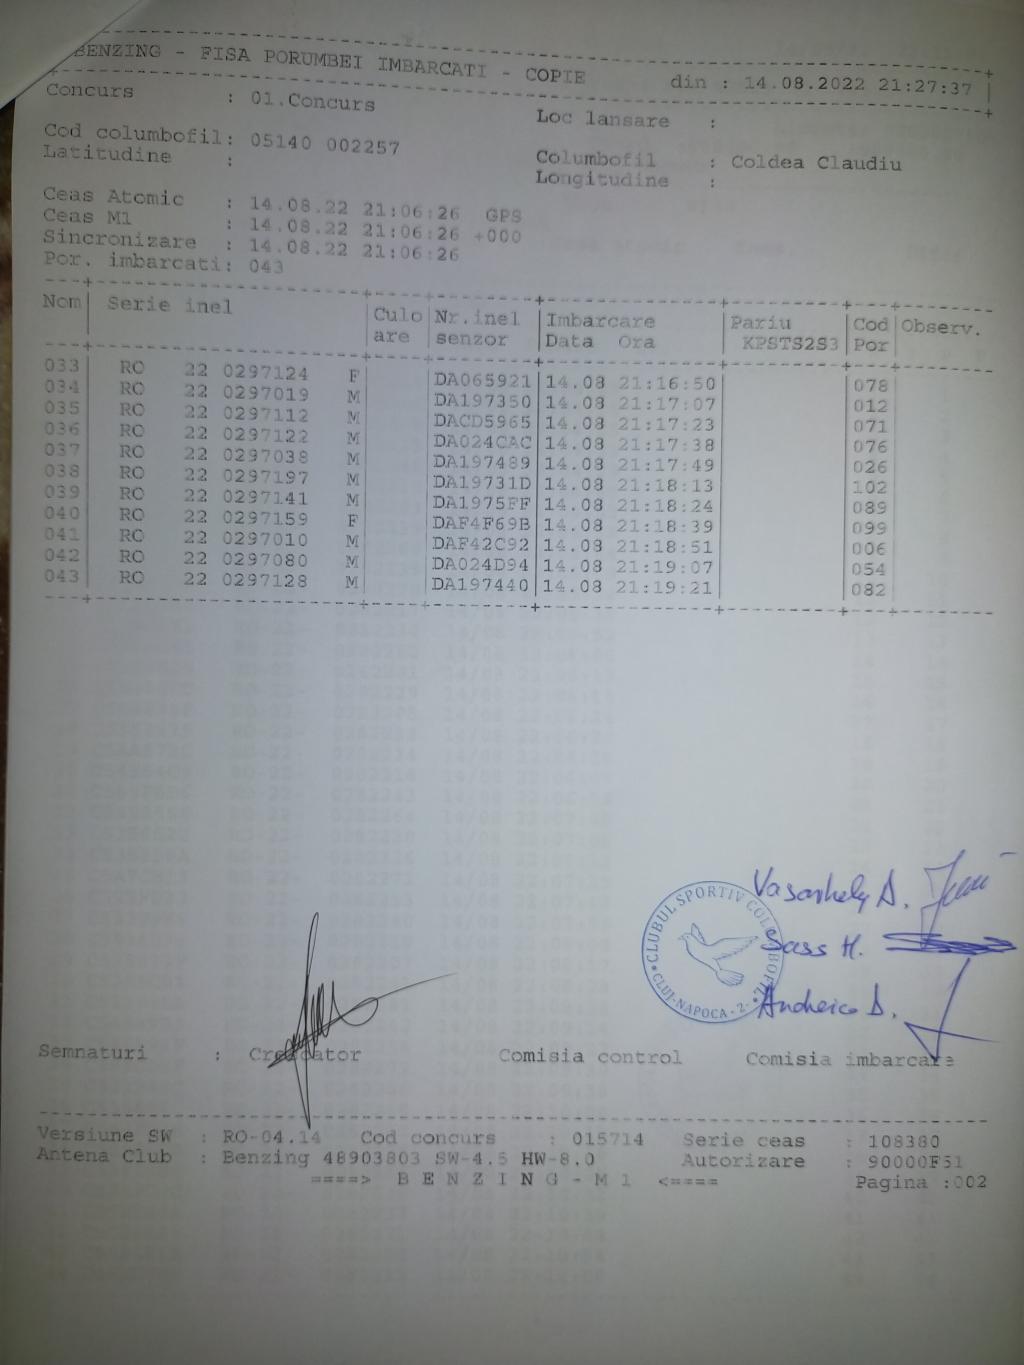 BENZING - FISA PORUMBEI IMBARCATI - COPIE din : 14.08.2022 21:27:37
Concurs : 01.Concurs Loc lansare :
Cod columbofil: 05140 002257 Columbofil : Coldea Claudiu
Latitudine : Longitudine :
Ceas Atomic : 14.08.22 21:06:26 GPS
Ceas M1 : 14.08.22 21:06:26 +000
Sincronizare : 14.08.22 21:06:26
Por. imbarcati: 043
Nom Serie inel Culo Nr.inel Imbarcare Pariu Cod Observ.
are senzor Data Ora KPSTS2S3 Por
033 RO 22 0297124 F DA065921 14.08 21:16:50 078
034 RO 22 0297019 M DA197350 14.08 21:17:07 012
035 RO 22 0297112 M DACD5965 14.08 21:17:23 071
036 RO 22 0297122 M DA024CAC 14.08 21:17:38 076
037 RO 22 0297038 M DA197489 14.08 21:17:49 026
038 RO 22 0297197 M DA19731D 14.08 21:18:13 102
039 RO 22 0297141 M DA1975FF 14.08 21:18:24 089
040 RO 22 0297159 F DAF4F69B 14.08 21:18:39 099
041 RO 22 0297010 M DAF42C92 14.08 21:18:51 006
042 RO 22 0297080 M DA024D94 14.08 21:19:07 054
043 RO 22 0297128 M DA197440 14.08 21:19:21 082
Vasarhely A.
CLUBUL SPORTIV COLUMBOFIL
CLUJ-NAPOCA - 2 -
Sass H.
Andreica D.
Semnaturi : Crescator Comisia control Comisia imbarcare
Versiune SW : RO-04.14 Cod concurs : 015714 Serie ceas : 108380
Antena Club : Benzing 48903803 SW-4.5 HW-8.0 Autorizare : 90000F51
====> B E N Z I N G - M 1 <==== Pagina :002